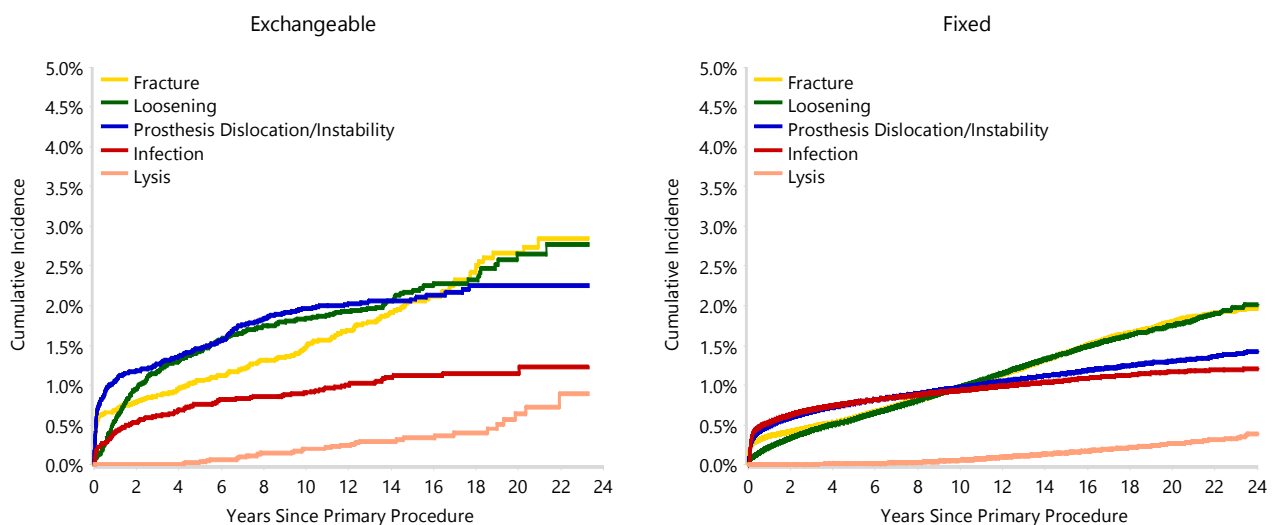 Exchangeable
5.0%
4.5%
4.0%
3.5%
3.0%
2.5%
2.0%
1.5%
1.0%
0.5%
0.0%
Cumulative Incidence
Fracture
Loosening
Prosthesis Dislocation/Instability
Infection
Lysis
0 2 4 6 8 10 12 14 16 18 20 22 24
Years Since Primary Procedure
Fixed
5.0%
4.5%
4.0%
3.5%
3.0%
2.5%
2.0%
1.5%
1.0%
0.5%
0.0%
Cumulative Incidence
Fracture
Loosening
Prosthesis Dislocation/Instability
Infection
Lysis
0 2 4 6 8 10 12 14 16 18 20 22 24
Years Since Primary Procedure